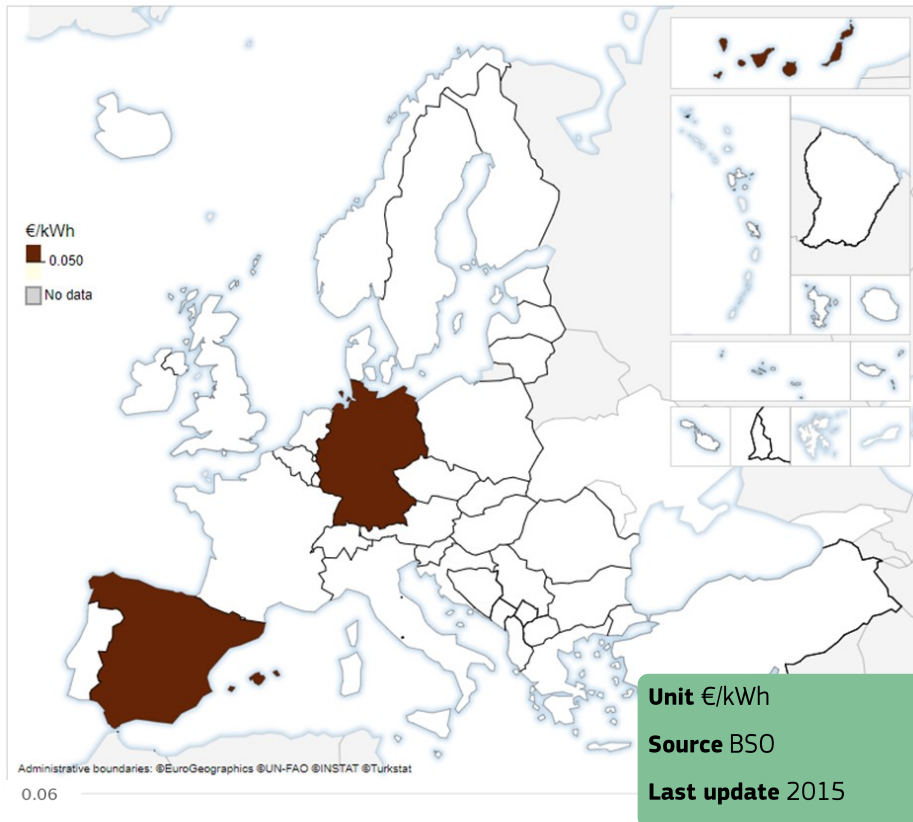 €/kWh
0.050
No data
Administrative boundaries: ©EuroGeographics ©UN-FAO ©INSTAT ©Turkstat
0.06
Unit €/kWh
Source BSO
Last update 2015